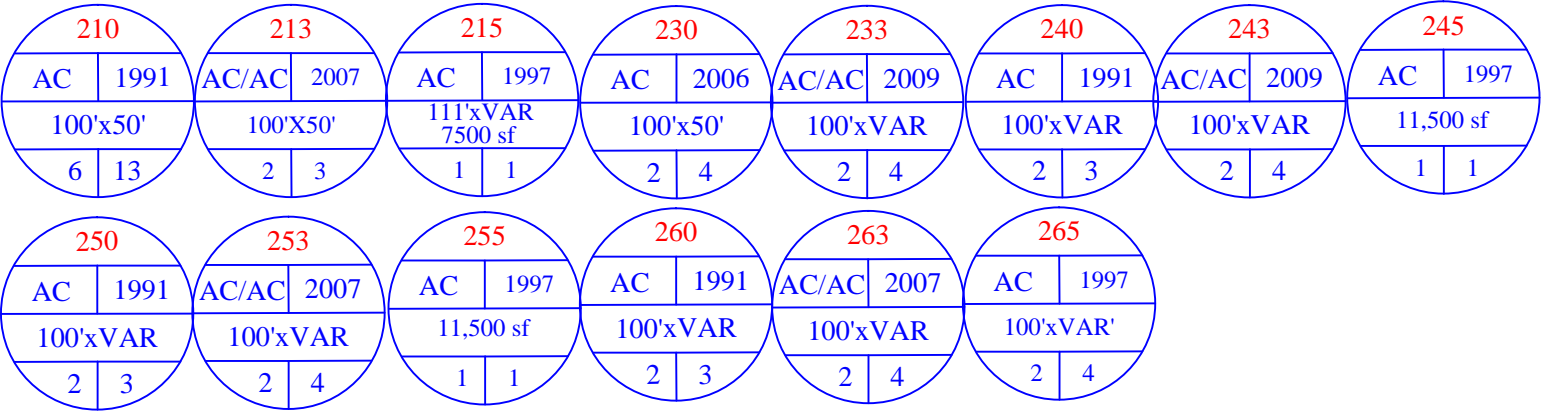 210
AC 1991
100'x50'
6 13
213
AC/AC 2007
100'X50'
2 3
215
AC 1997
111'xVAR
7500 sf
1 1
230
AC 2006
100'x50'
2 4
233
AC/AC 2009
100'xVAR
2 4
240
AC 1991
100'xVAR
2 3
243
AC/AC 2009
100'xVAR
2 4
245
AC 1997
11,500 sf
1 1
250
AC 1991
100'xVAR
2 3
253
AC/AC 2007
100'xVAR
2 4
255
AC 1997
11,500 sf
1 1
260
AC 1991
100'xVAR
2 3
263
AC/AC 2007
100'xVAR
2 4
265
AC 1997
100'xVAR'
2 4